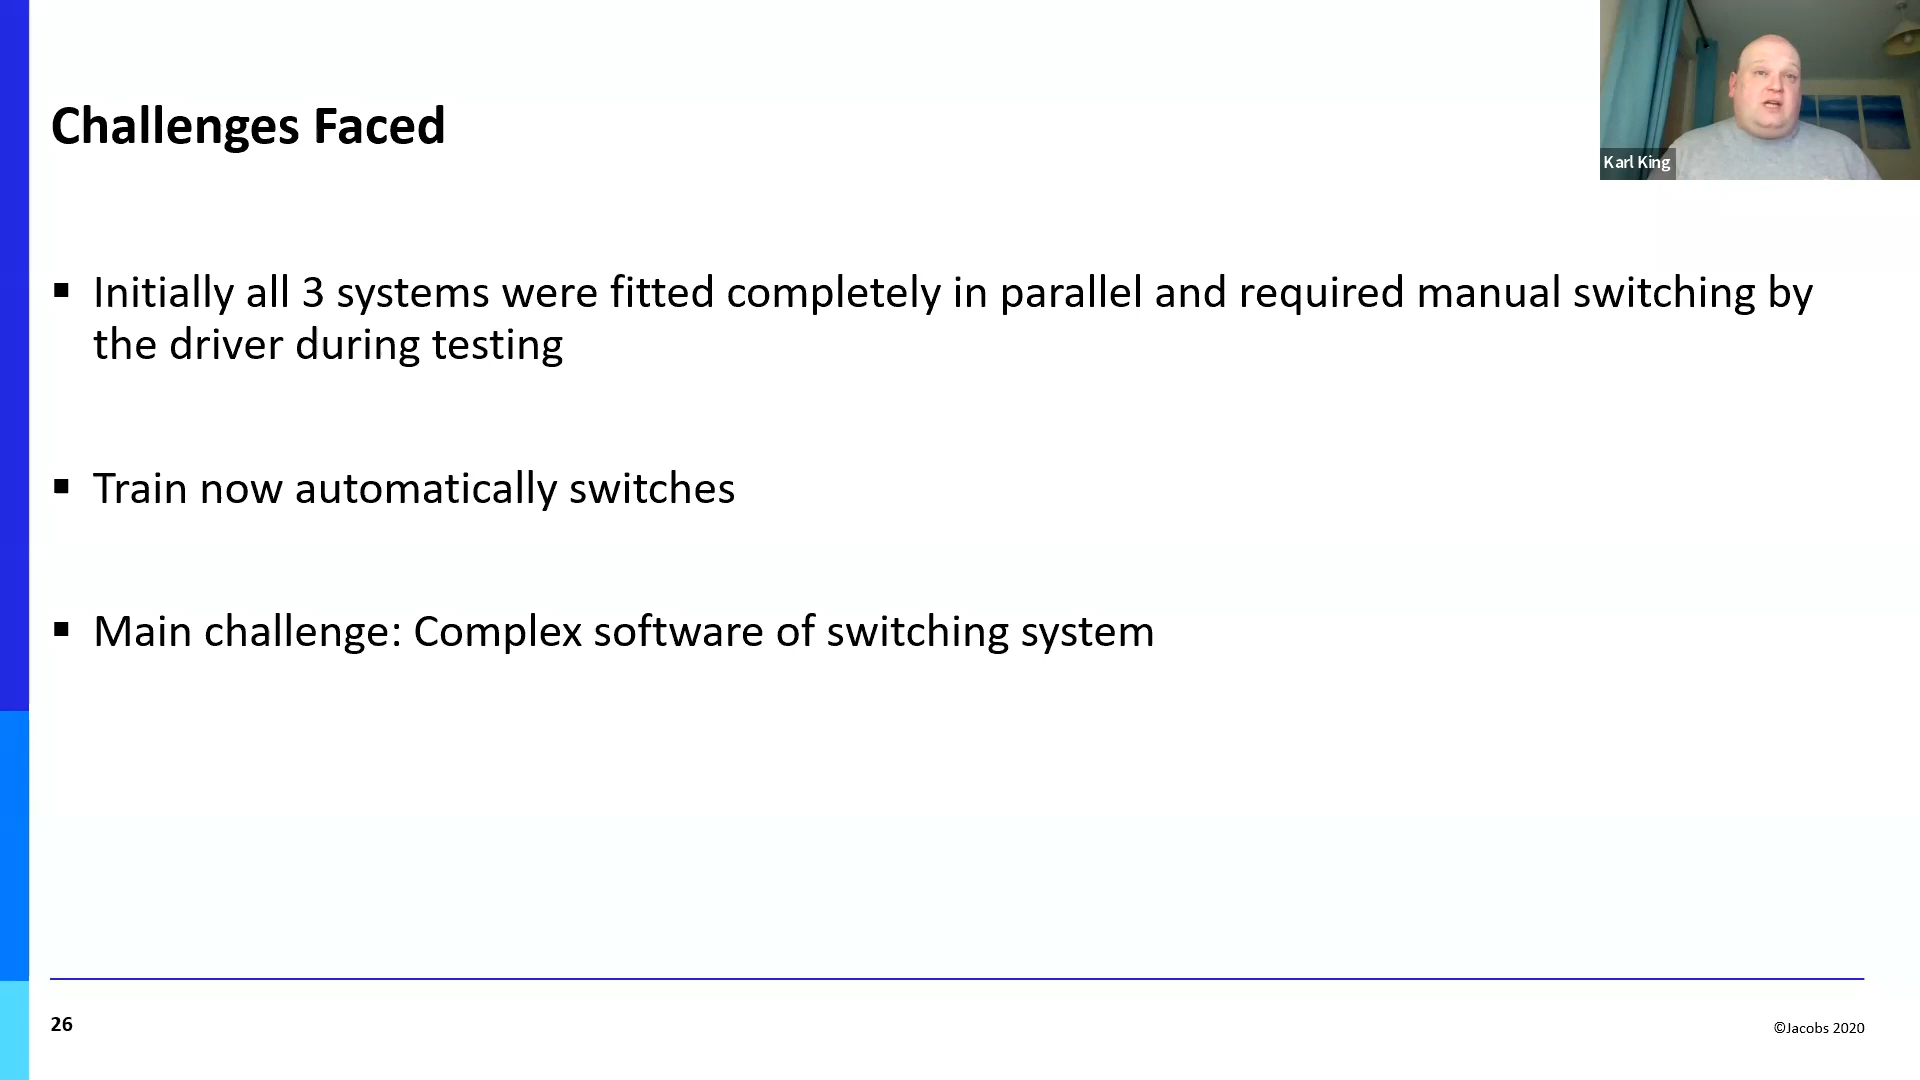 Challenges Faced
Karl King
▪ Initially all 3 systems were fitted completely in parallel and required manual switching by
the driver during testing
▪ Train now automatically switches
▪ Main challenge: Complex software of switching system
26
©Jacobs 2020